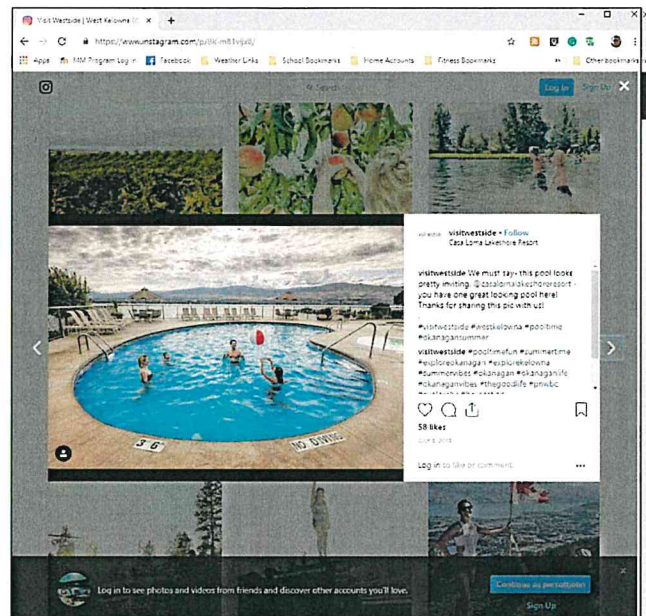 Visit Westside | West Kelowna
https://www.instagram.com/p/
Apps MM Program Log in Facebook Weather Links School Bookmarks Home Accounts Fitness Bookmarks Other bookmarks
Search Log In Sign Up
visitwestside • Follow
Casa Loma Lakeshore Resort
visitwestside We must say- this pool looks
pretty inviting. @casalomalakeshoreresort -
you have one great looking pool here!
Thanks for sharing this pic with us!
#visitwestside #westkelowna #pooltime
#okanagansummer
visitwestside #pooltimefun #summertime
#exploreokanagan #explorekelowna
#summervibes #okanagan #okanaganlife
#okanaganvibes #thegoodlife #pnwbc
58 likes
Log in to like or comment.
3'6"
NO DIVING
Log in to see photos and videos from friends and discover other accounts you'll love.
Continue as
Sign Up